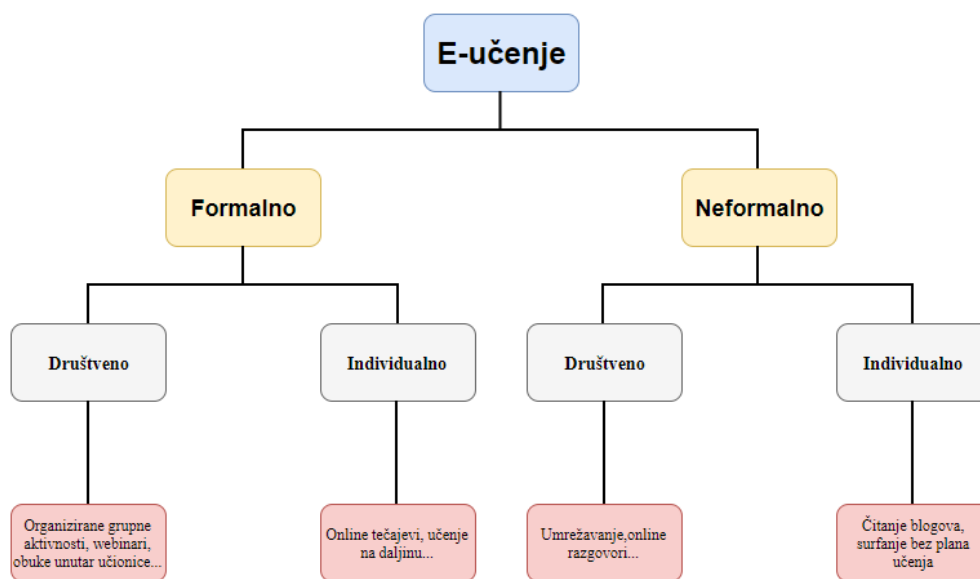 E-učenje
Formalno
Neformalno
Društveno
Individualno
Društveno
Individualno
Organizirane grupne
aktivnosti, webinari,
obuke unutar učionice...
Online tečajevi, učenje
na daljinu...
Umrežavanje,online
razgovori...
Čitanje blogova,
surfanje bez plana
učenja